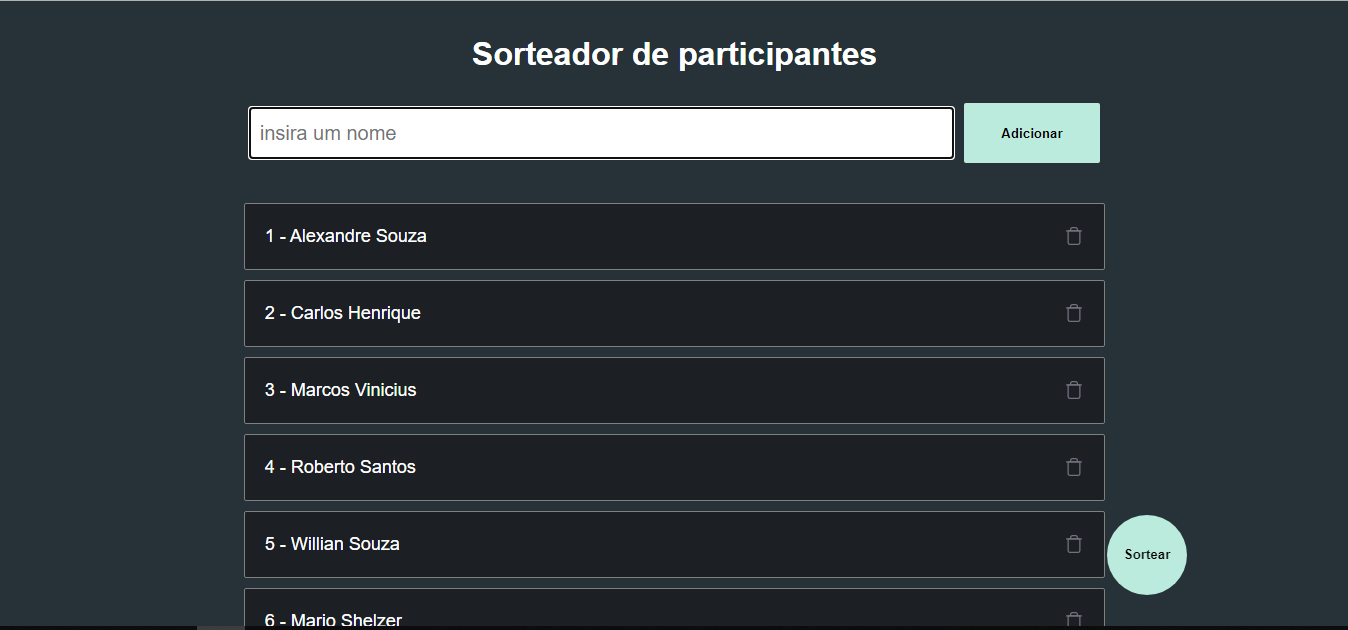 Sorteador de participantes
insira um nome
Adicionar
1 - Alexandre Souza
2 - Carlos Henrique
3 - Marcos Vinicius
4 - Roberto Santos
5 - Willian Souza
Sortear
6 - Mario Shelzer